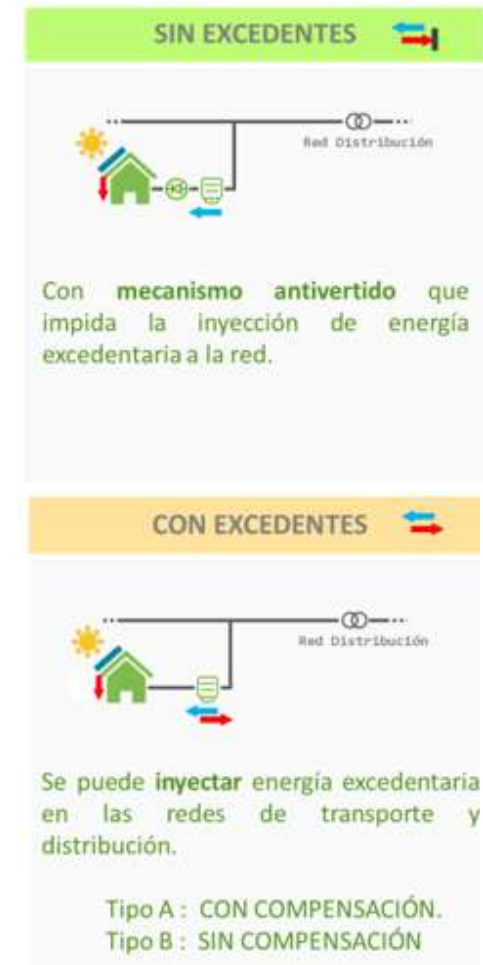 SIN EXCEDENTES
Red Distribución
Con mecanismo antivertido que
impida la inyección de energía
excedentaria a la red.
CON EXCEDENTES
Red Distribución
Se puede inyectar energía excedentaria
en las redes de transporte y
distribución.
Tipo A : CON COMPENSACIÓN.
Tipo B : SIN COMPENSACIÓN